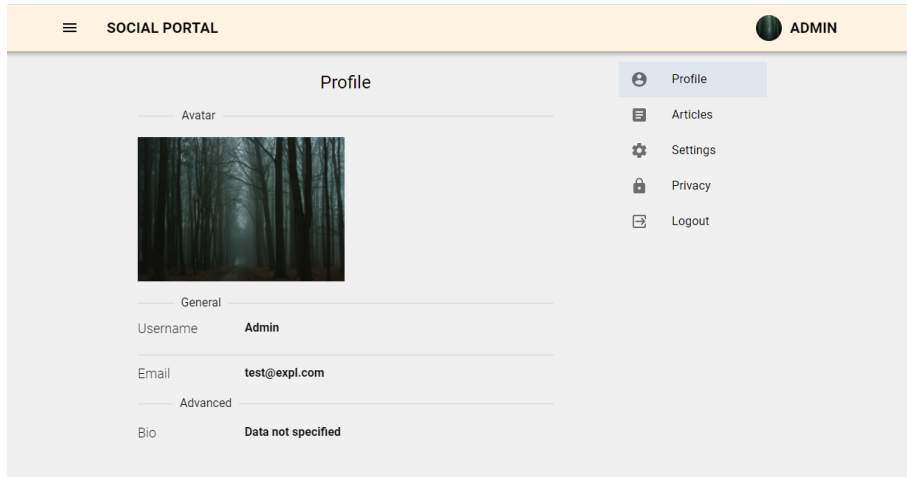 SOCIAL PORTAL
ADMIN
Profile
Avatar
General
Username Admin
Email test@expl.com
Advanced
Bio Data not specified
Profile
Articles
Settings
Privacy
Logout